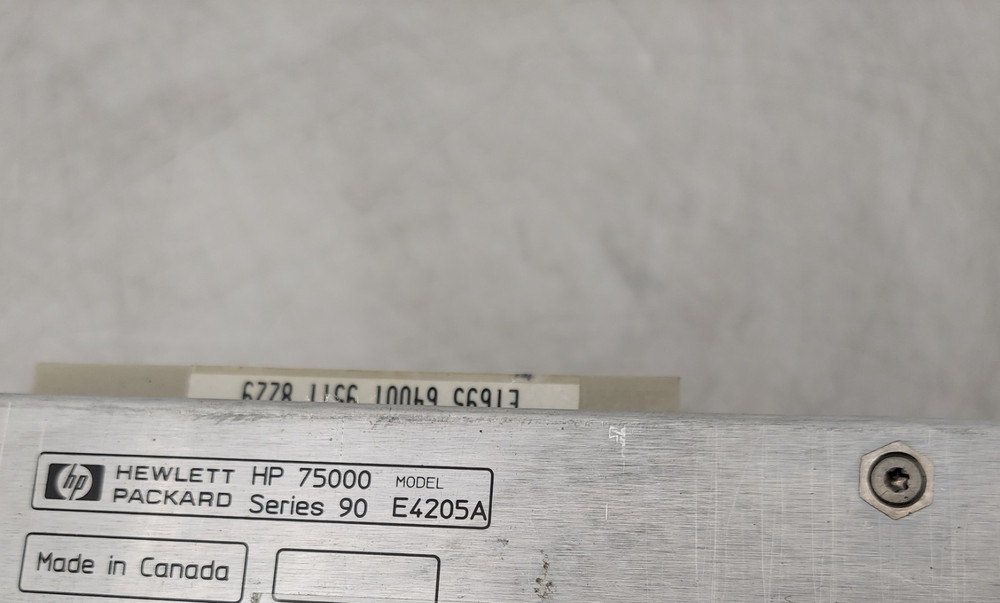 hp HEWLETT PACKARD HP 75000 Series 90 MODEL E4205A
Made in Canada